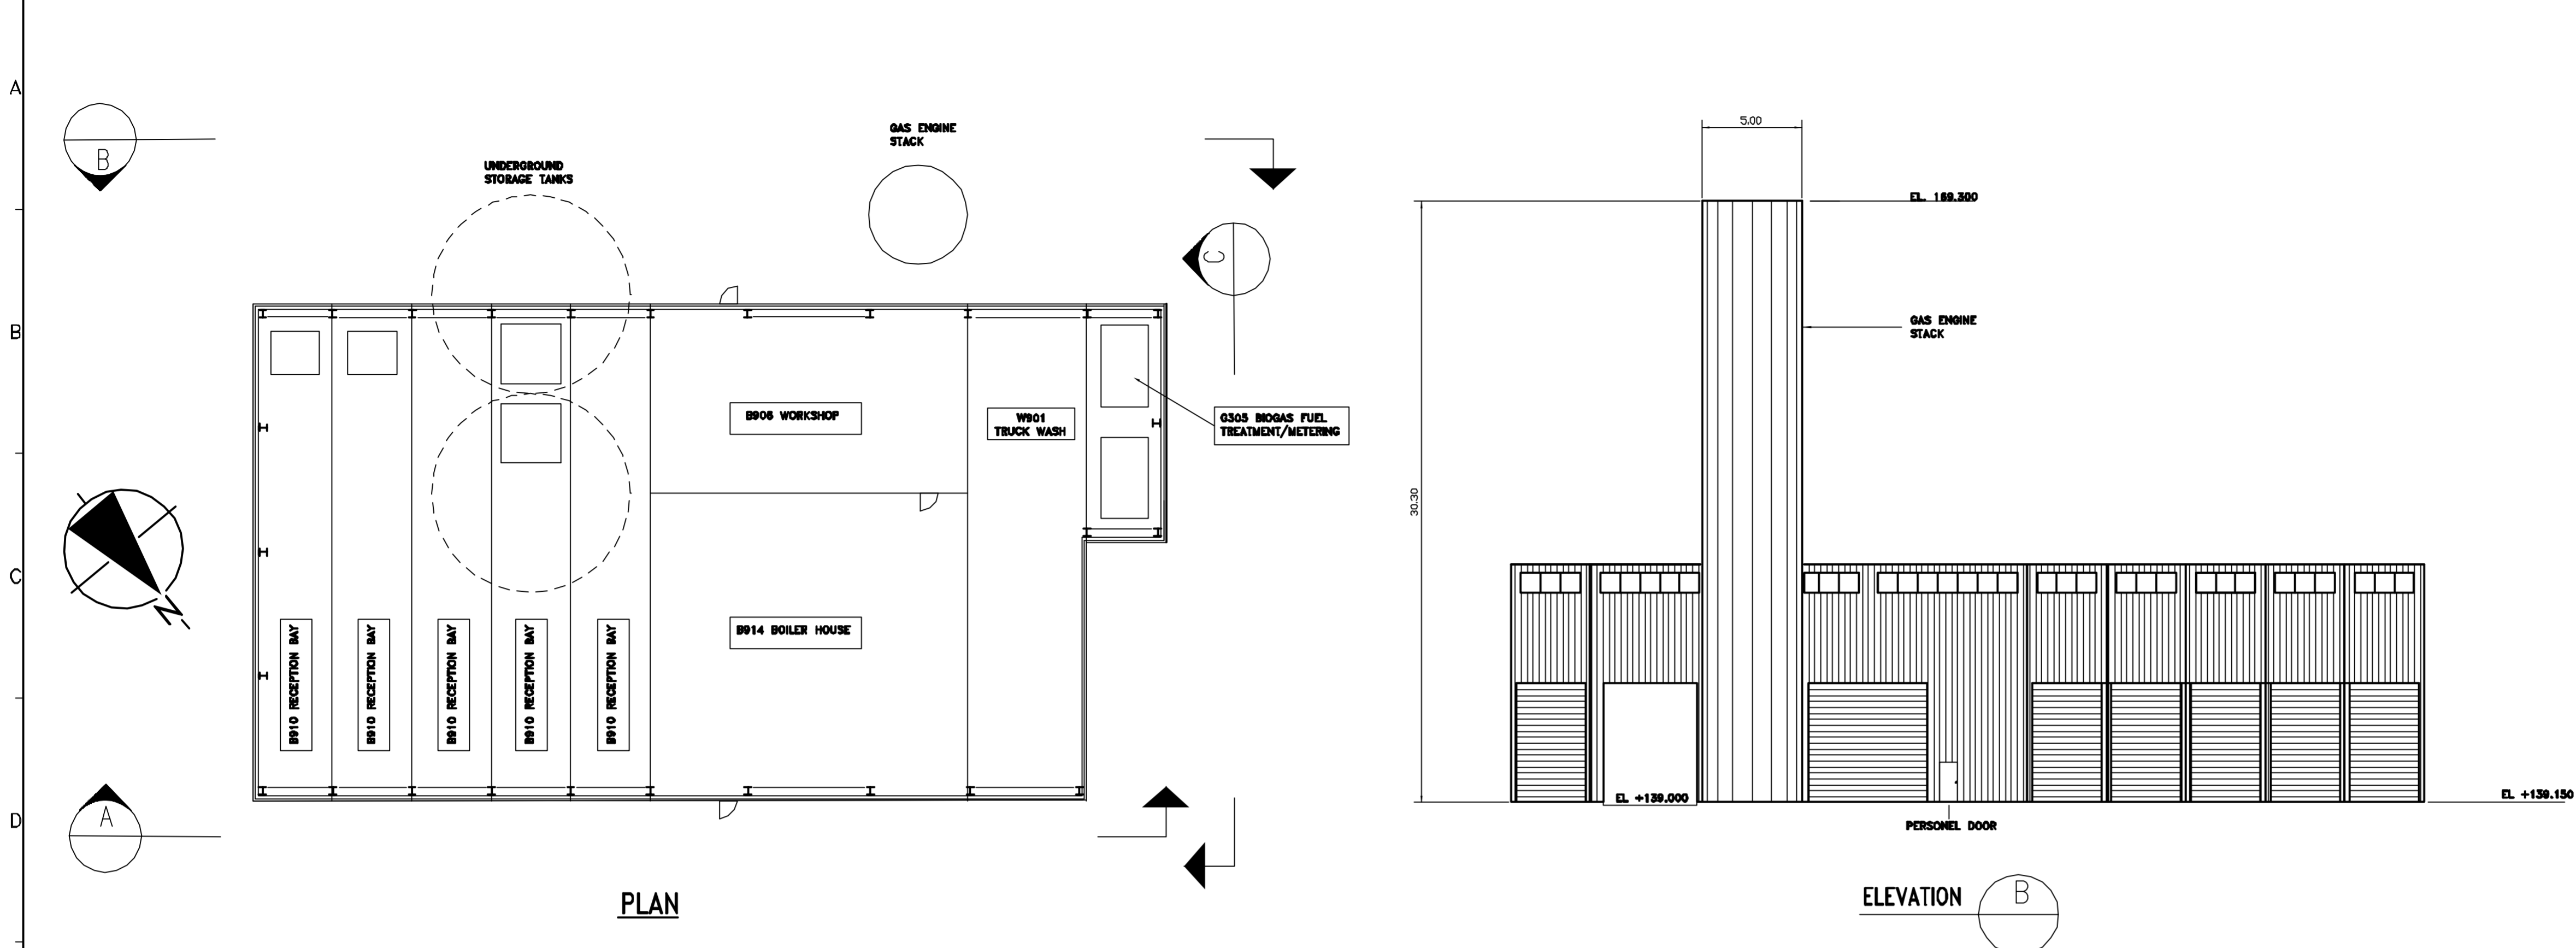 A
B
C
D
B
UNDERGROUND
STORAGE TANKS
GAS ENGINE
STACK
C
B906 WORKSHOP
W901
TRUCK WASH
G305 BIOGAS FUEL
TREATMENT/METERING
N
B914 BOILER HOUSE
B910 RECEPTION BAY
B910 RECEPTION BAY
B910 RECEPTION BAY
B910 RECEPTION BAY
B910 RECEPTION BAY
A
PLAN
5.00
EL 169.300
GAS ENGINE
STACK
30.30
EL +139.000
EL +139.150
PERSONEL DOOR
ELEVATION
B